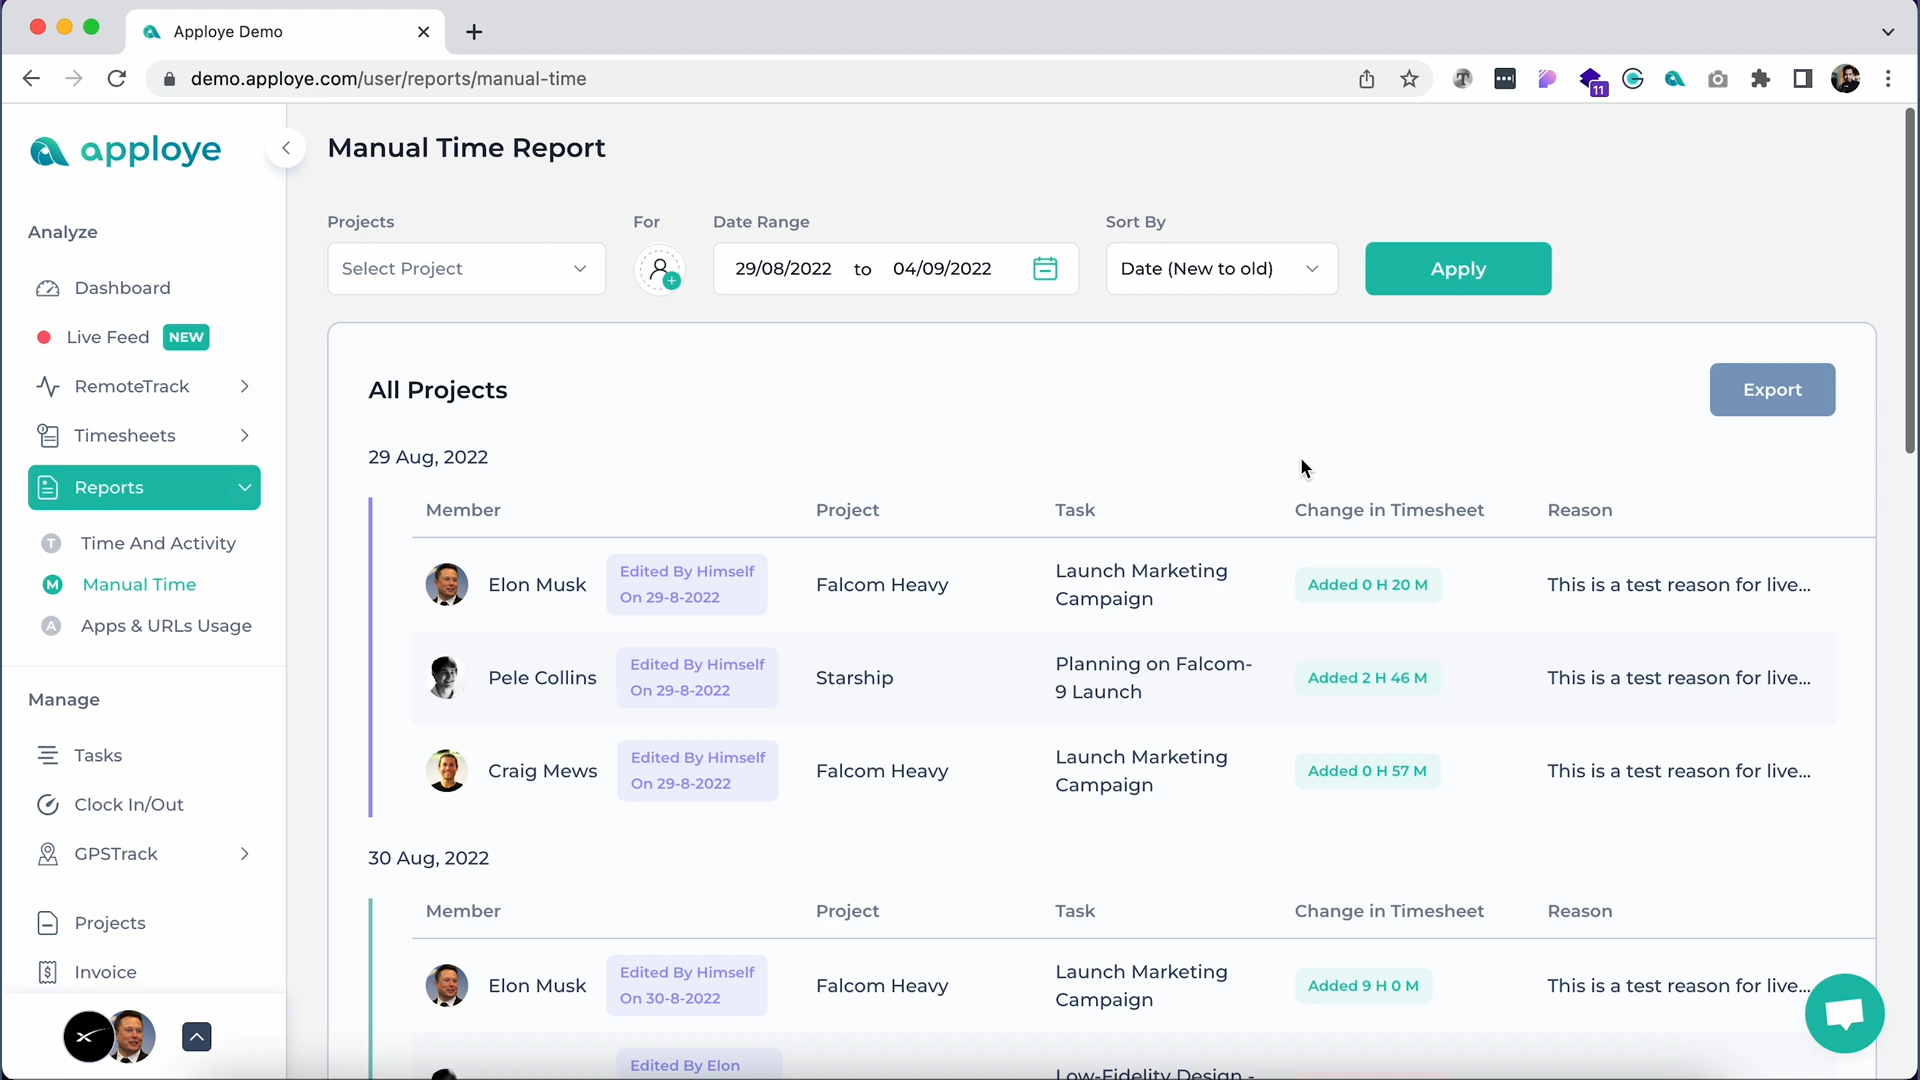 Apploye Demo
demo.apploye.com/user/reports/manual-time
11
apploye
Manual Time Report
Projects
For
Date Range
Sort By
Select Project
29/08/2022 to 04/09/2022
Date (New to old)
Apply
Analyze
Dashboard
Live Feed NEW
RemoteTrack
Timesheets
Reports
T Time And Activity
M Manual Time
A Apps & URLs Usage
Manage
Tasks
Clock In/Out
GPSTrack
Projects
Invoice
All Projects
Export
29 Aug, 2022
Member Project Task Change in Timesheet Reason
Elon Musk
Edited By Himself
On 29-8-2022
Falcom Heavy
Launch Marketing
Campaign
Added 0 H 20 M
This is a test reason for live...
Pele Collins
Edited By Himself
On 29-8-2022
Starship
Planning on Falcom-
9 Launch
Added 2 H 46 M
This is a test reason for live...
Craig Mews
Edited By Himself
On 29-8-2022
Falcom Heavy
Launch Marketing
Campaign
Added 0 H 57 M
This is a test reason for live...
30 Aug, 2022
Member Project Task Change in Timesheet Reason
Elon Musk
Edited By Himself
On 30-8-2022
Falcom Heavy
Launch Marketing
Campaign
Added 9 H 0 M
This is a test reason for live...
Edited By Elon
Low-Fidelity Design -